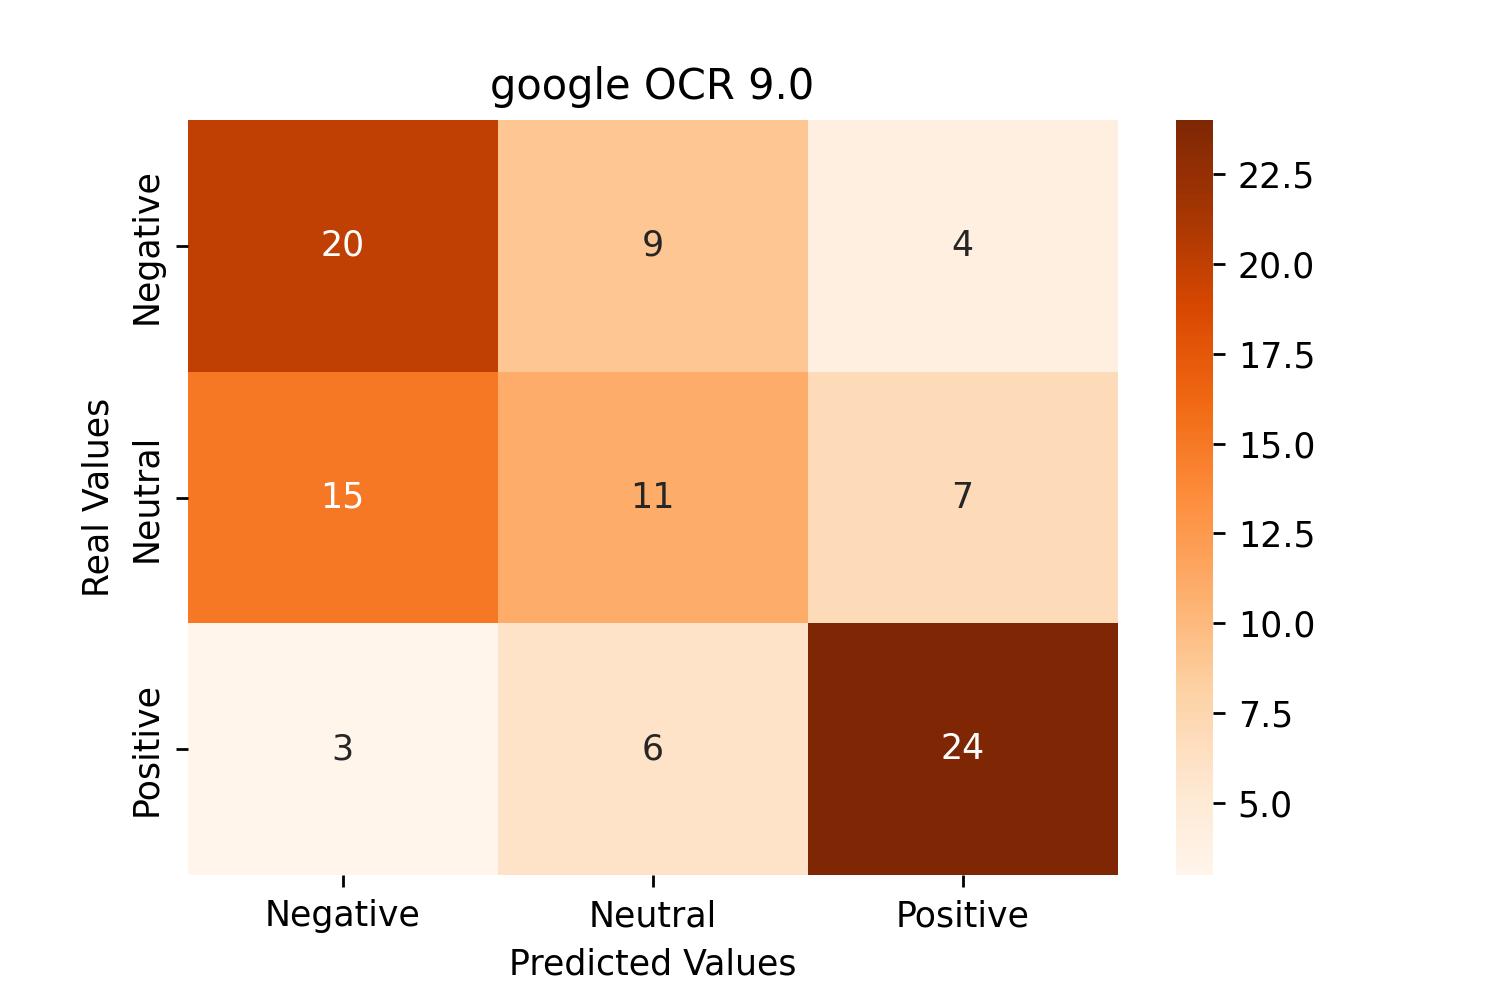 google OCR 9.0
Real Values
Negative
20 9 4
Neutral
15 11 7
Positive
3 6 24
Negative Neutral Positive
Predicted Values
22.5
20.0
17.5
15.0
12.5
10.0
7.5
5.0